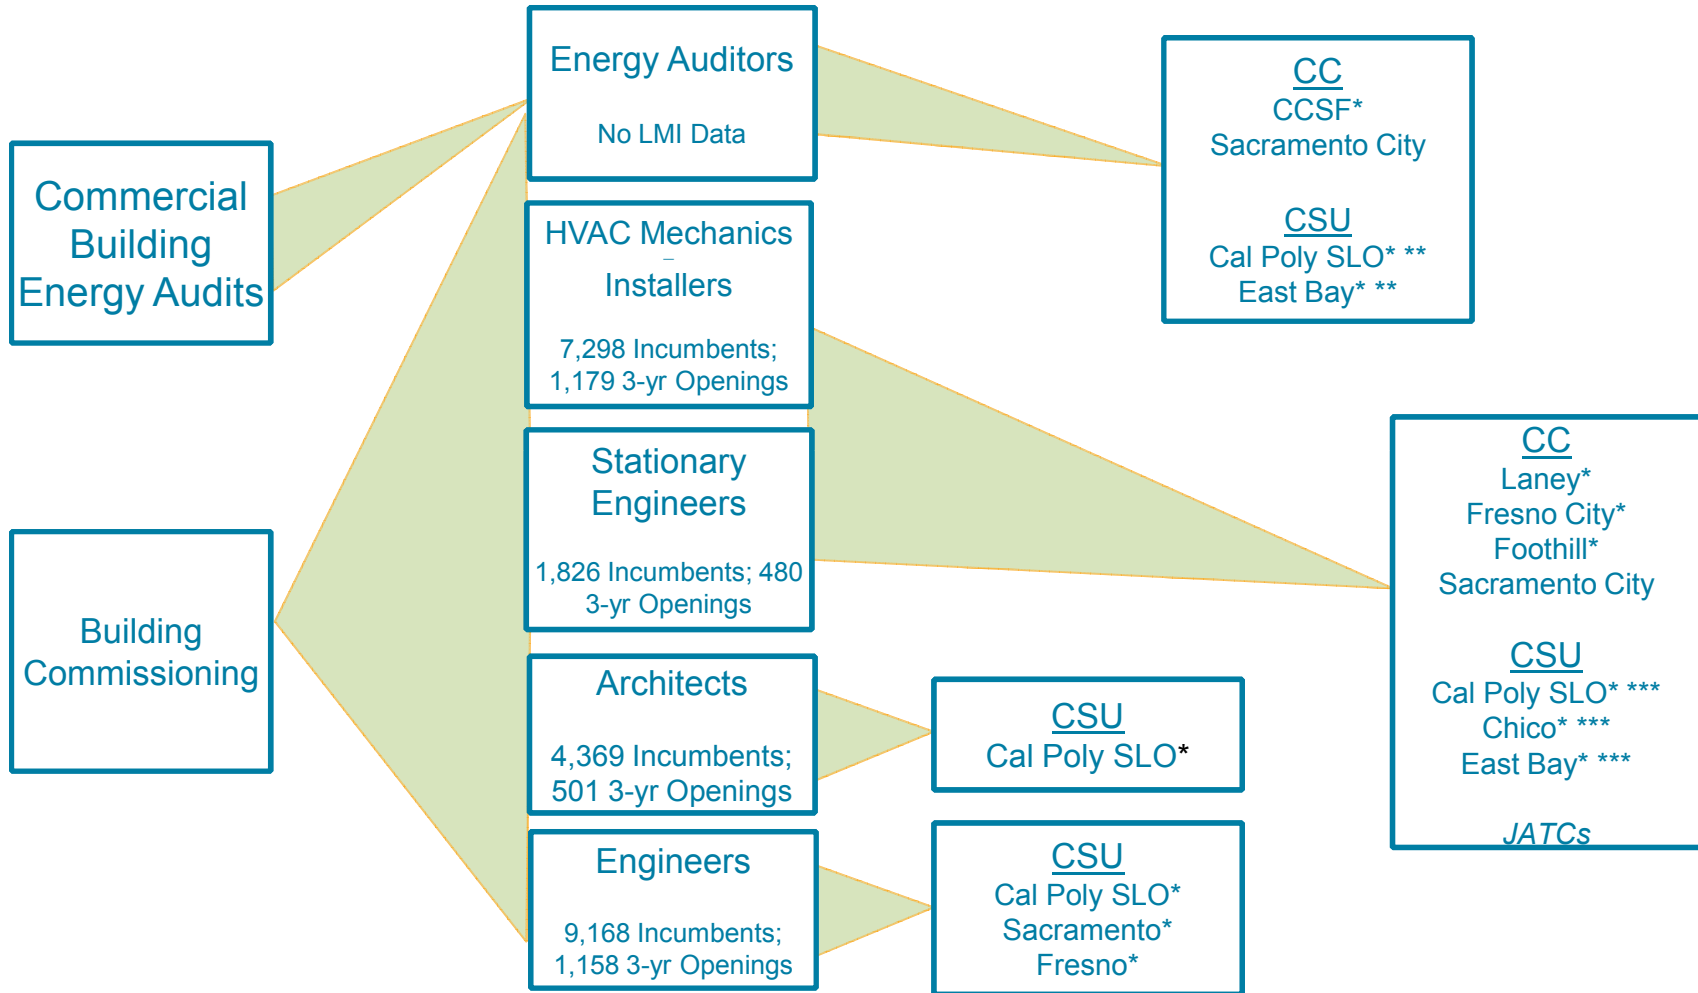 Commercial
Building
Energy Audits
Building
Commissioning
Energy Auditors
No LMI Data
HVAC Mechanics
–
Installers
7,298 Incumbents;
1,179 3-yr Openings
Stationary
Engineers
1,826 Incumbents; 480
3-yr Openings
Architects
4,369 Incumbents;
501 3-yr Openings
Engineers
9,168 Incumbents;
1,158 3-yr Openings
CC
CCSF*
Sacramento City
CSU
Cal Poly SLO* **
East Bay* **
CC
Laney*
Fresno City*
Foothill*
Sacramento City
CSU
Cal Poly SLO* ***
Chico* ***
East Bay* ***
JATCs
CSU
Cal Poly SLO*
CSU
Cal Poly SLO*
Sacramento*
Fresno*